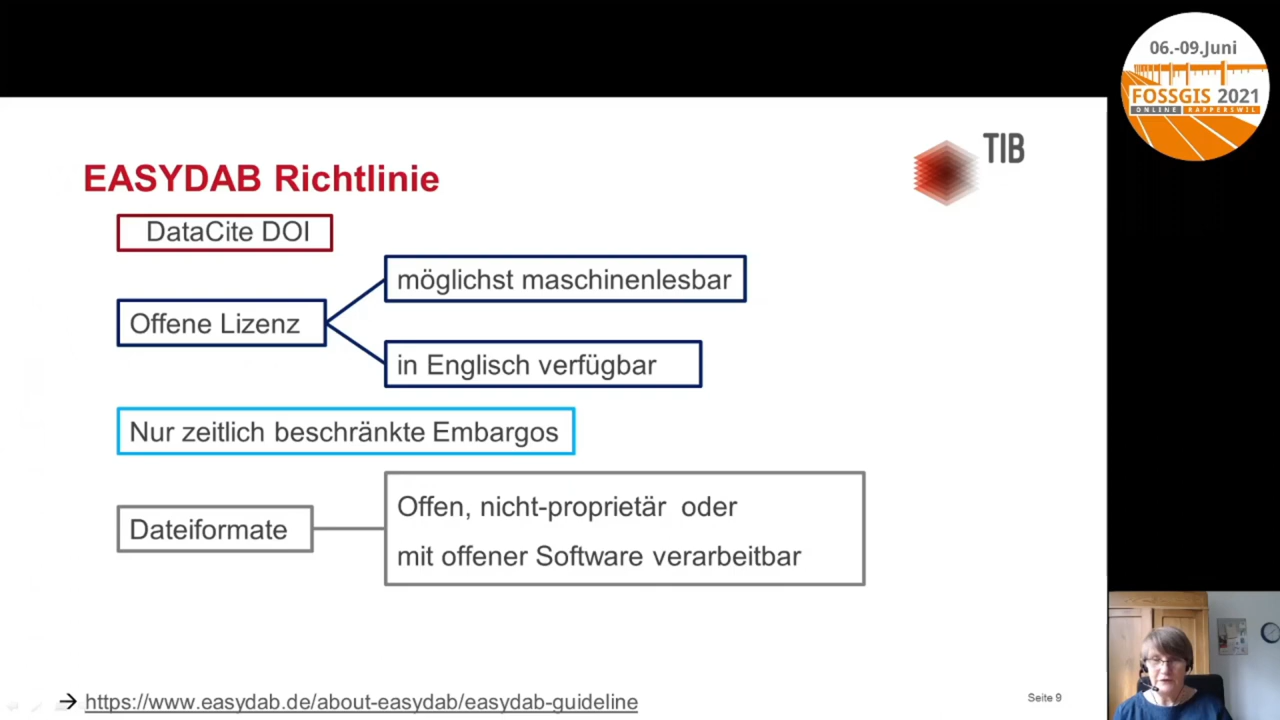 06.-09.Juni
FOSSGIS 2021
ONLINE RAPPERSWIL
TIB
EASYDAB Richtlinie
DataCite DOI
möglichst maschinenlesbar
Offene Lizenz
in Englisch verfügbar
Nur zeitlich beschränkte Embargos
Dateiformate
Offen, nicht-proprietär oder
mit offener Software verarbeitbar
→ https://www.easydab.de/about-easydab/easydab-guideline
Seite 9